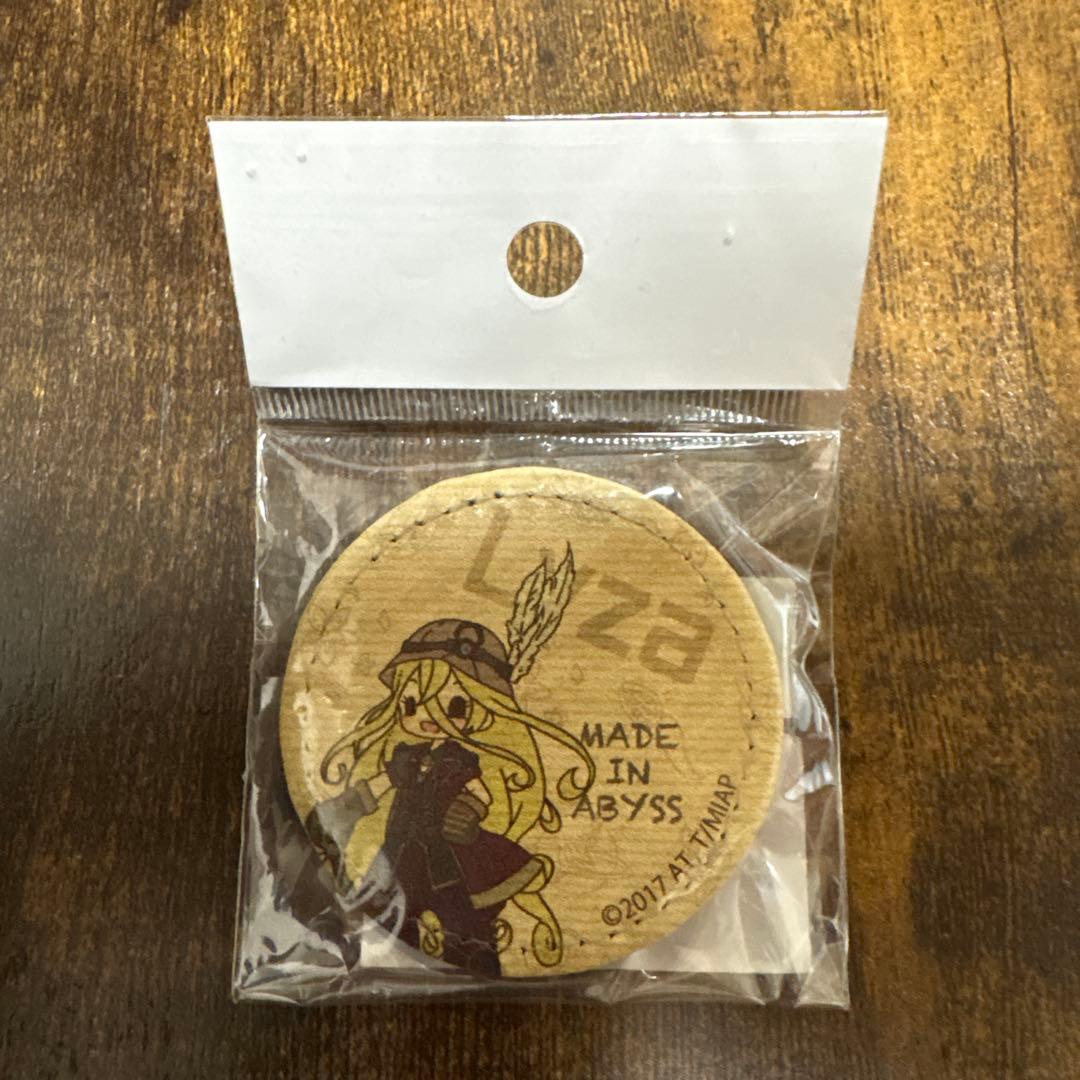 Lyza
MADE
IN
ABYSS
©2017 AT,T/MIAP